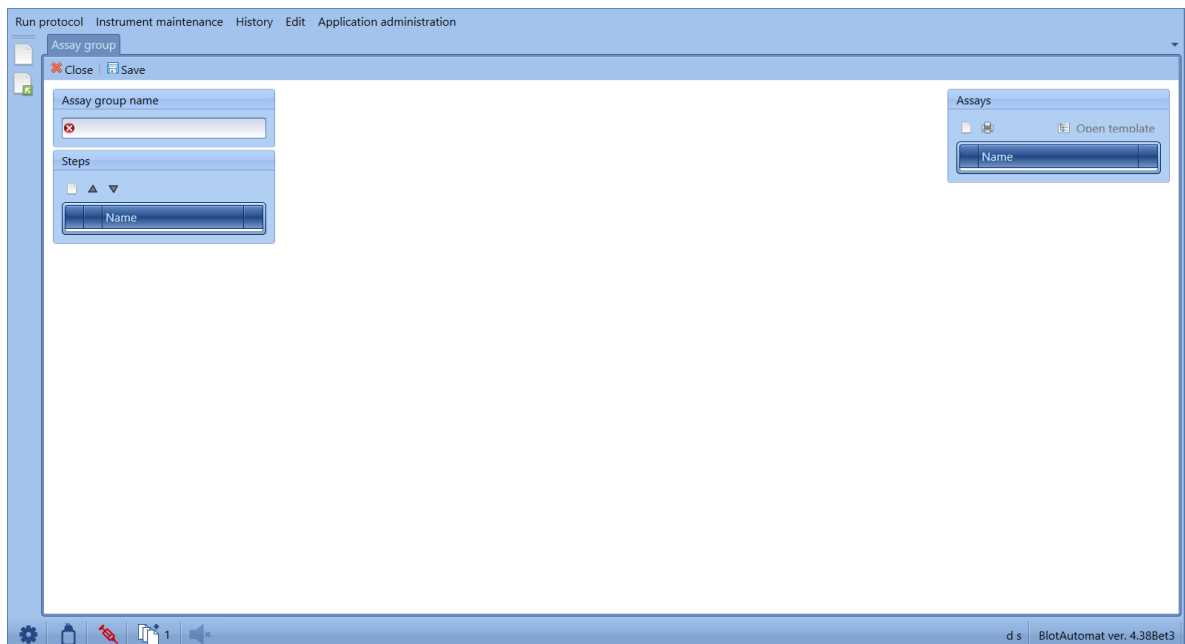 Run protocol Instrument maintenance History Edit Application administration
Assay group
Close Save
Assay group name
Assays
Open template
Name
Steps
Name
1
d s BlotAutomat ver. 4.38Bet3